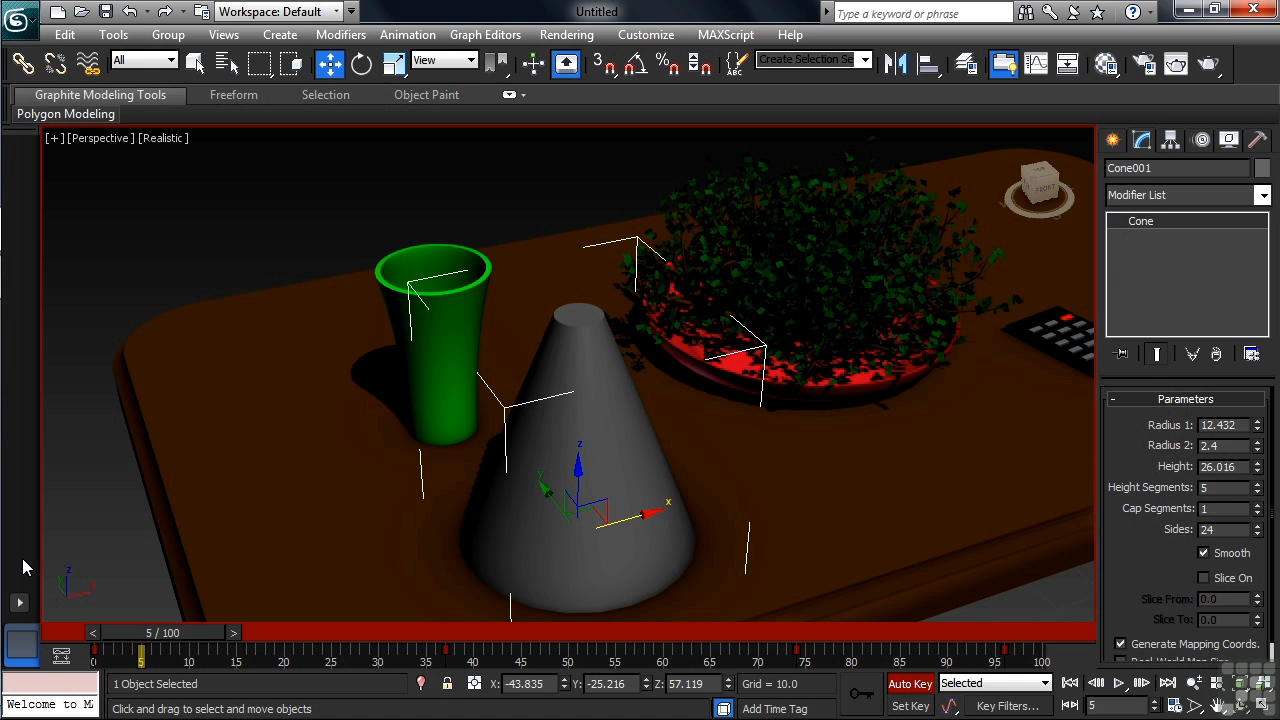 Workspace: Default
Untitled
Type a keyword or phrase
Edit Tools Group Views Create Modifiers Animation Graph Editors Rendering Customize MAXScript Help
All
View
3
Create Selection Se
Graphite Modeling Tools Freeform Selection Object Paint
Polygon Modeling
[+] [Perspective] [Realistic]
FRONT
Cone001
Modifier List
Cone
Parameters
Radius 1: 12.432
Radius 2: 2.4
Height: 26.016
Height Segments: 5
Cap Segments: 1
Sides: 24
Smooth
Slice On
Slice From: 0.0
Slice To: 0.0
Generate Mapping Coords.
z
y
x
z
< 5 / 100 >
0 5 10 15 20 25 30 35 40 45 50 55 60 65 70 75 80 85 90 95 100
1 Object Selected
X: -43.835 Y: -25.216 Z: 57.119
Grid = 10.0
Auto Key
Selected
Welcome to M
Click and drag to select and move objects
Add Time Tag
Set Key
Key Filters...
5